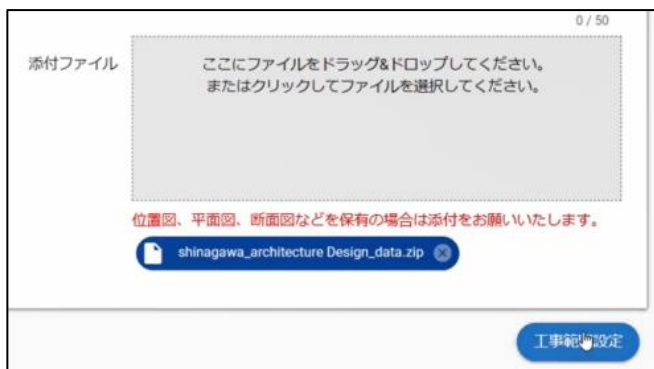 0 / 50
添付ファイル
ここにファイルをドラッグ&ドロップしてください。
またはクリックしてファイルを選択してください。
位置図、平面図、断面図などを保有の場合は添付をお願いいたします。
shinagawa_architecture Design_data.zip
工事範囲設定